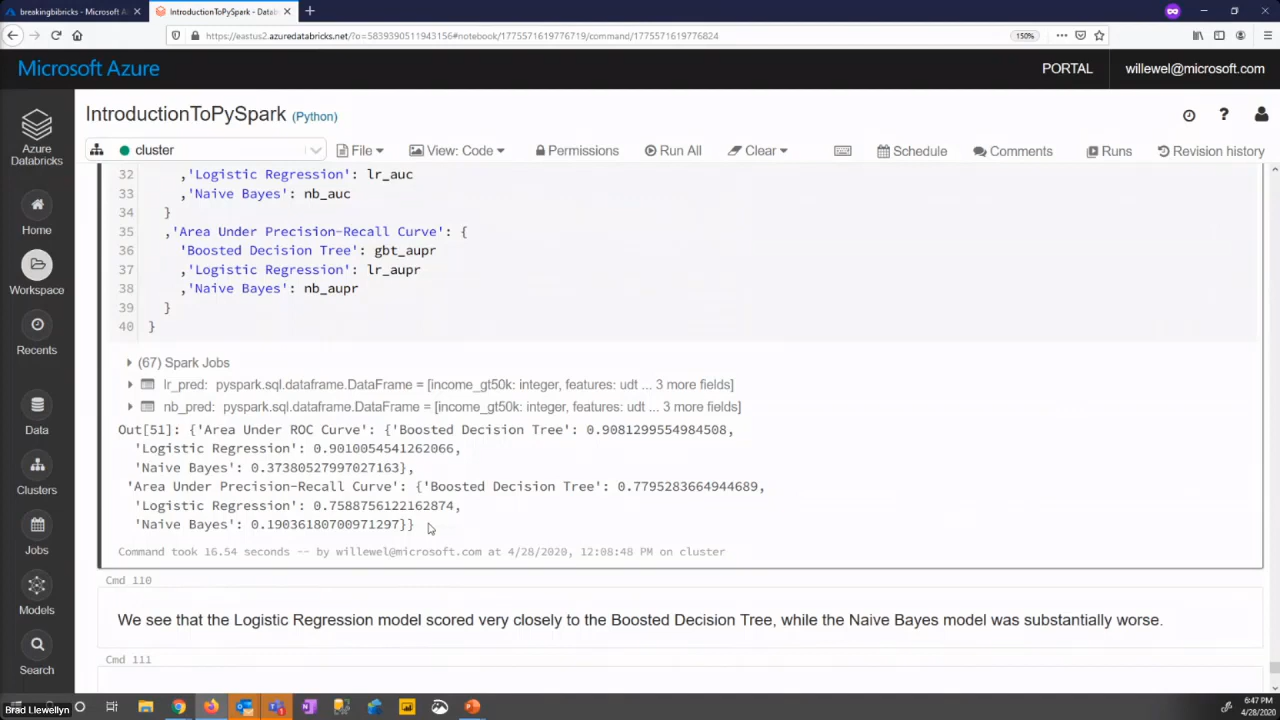 breakingbibricks - Microsoft A
IntroductionToPySpark - Datab
https://eastus2.azuredatabricks.net/?o=5839390511943156#notebook/1775571619776719/command/1775571619776824
150%
Microsoft Azure
PORTAL
willewel@microsoft.com
Azure
Databricks
Home
Workspace
Recents
Data
Clusters
Jobs
Models
Search
IntroductionToPySpark (Python)
cluster
File
View: Code
Permissions
Run All
Clear
Schedule
Comments
Runs
Revision history
32 ,'Logistic Regression': lr_auc
33 ,'Naive Bayes': nb_auc
34 }
35 ,'Area Under Precision-Recall Curve': {
36 'Boosted Decision Tree': gbt_aupr
37 ,'Logistic Regression': lr_aupr
38 ,'Naive Bayes': nb_aupr
39 }
40 }
(67) Spark Jobs
lr_pred: pyspark.sql.dataframe.DataFrame = [income_gt50k: integer, features: udt ... 3 more fields]
nb_pred: pyspark.sql.dataframe.DataFrame = [income_gt50k: integer, features: udt ... 3 more fields]
Out[51]: {'Area Under ROC Curve': {'Boosted Decision Tree': 0.9081299554984508,
'Logistic Regression': 0.9010054541262066,
'Naive Bayes': 0.37380527997027163},
'Area Under Precision-Recall Curve': {'Boosted Decision Tree': 0.7795283664944689,
'Logistic Regression': 0.7588756122162874,
'Naive Bayes': 0.19036180700971297}}
Command took 16.54 seconds -- by willewel@microsoft.com at 4/28/2020, 12:08:48 PM on cluster
Cmd 110
We see that the Logistic Regression model scored very closely to the Boosted Decision Tree, while the Naive Bayes model was substantially worse.
Cmd 111
Brad Llewellyn
6:47 PM
4/28/2020